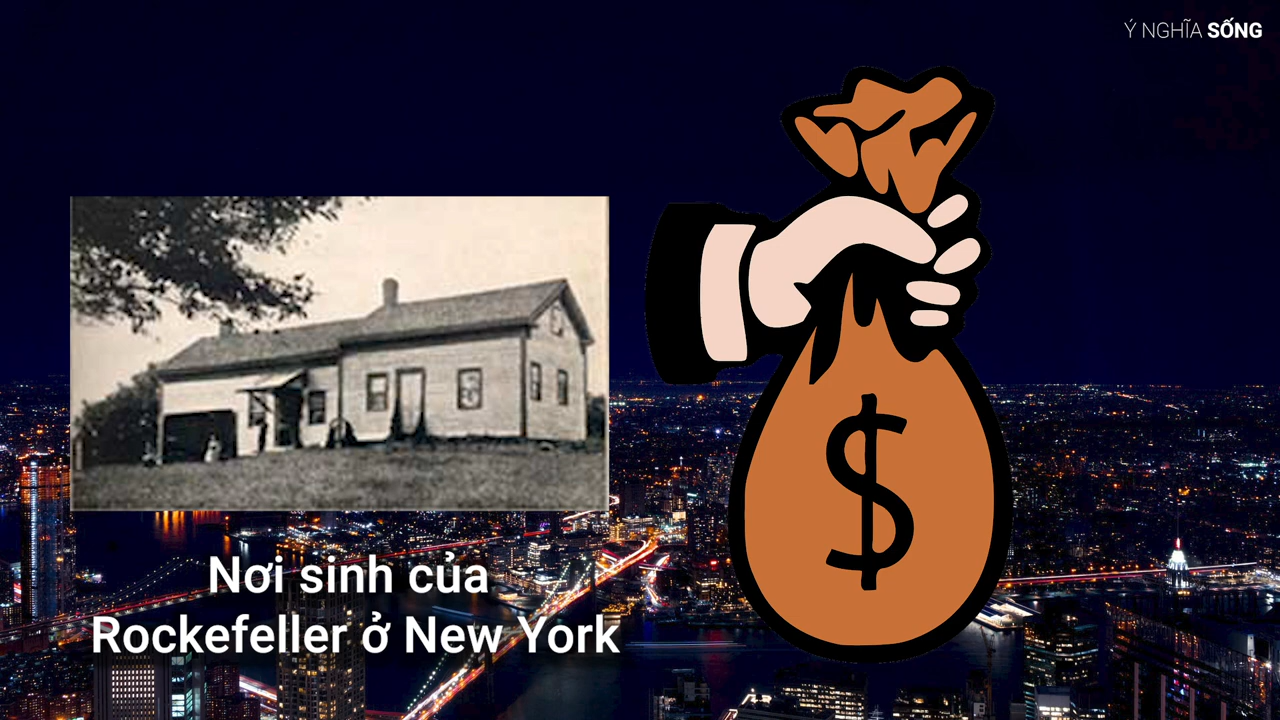 Ý NGHĨA SỐNG
Nơi sinh của
Rockefeller ở New York
$